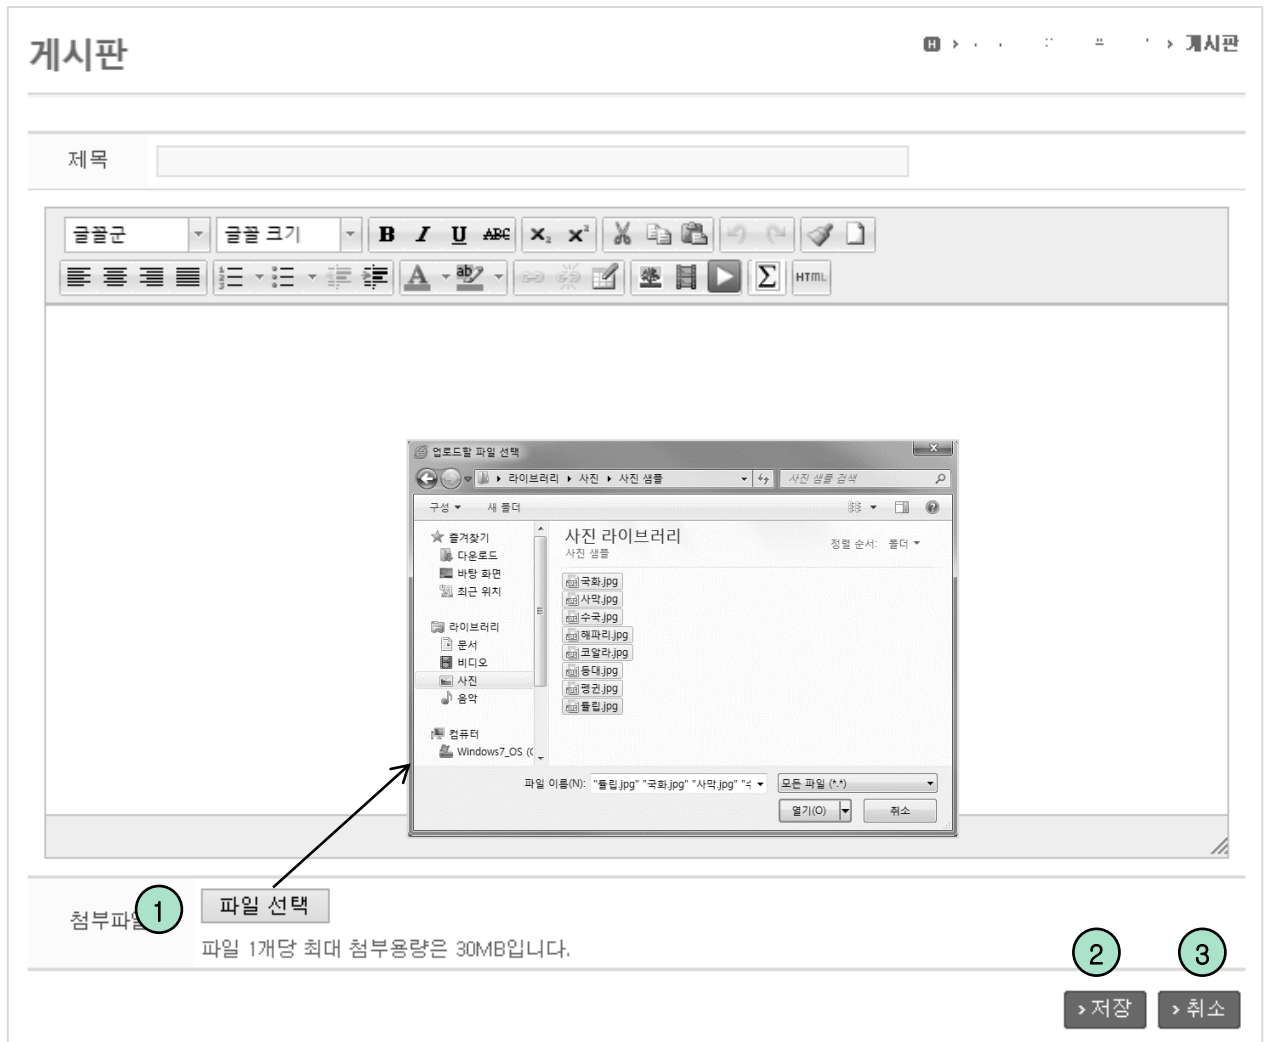 게시판
H › › 게시판
제목
글꼴군 글꼴 크기 B I U ABC x₂ x²
A ab Σ HTML
업로드할 파일 선택
라이브러리 ▸ 사진 ▸ 사진 샘플 사진 샘플 검색
구성 새 폴더
즐겨찾기
다운로드
바탕 화면
최근 위치
라이브러리
문서
비디오
사진
음악
컴퓨터
Windows7_OS (C
사진 라이브러리
사진 샘플
정렬 순서: 폴더
국화.jpg
사막.jpg
수국.jpg
해파리.jpg
코알라.jpg
등대.jpg
펭귄.jpg
튤립.jpg
파일 이름(N): "튤립.jpg" "국화.jpg" "사막.jpg" "수 모든 파일 (*.*)
열기(O) 취소
첨부파일 1 파일 선택
파일 1개당 최대 첨부용량은 30MB입니다.
2 3
› 저장 › 취소